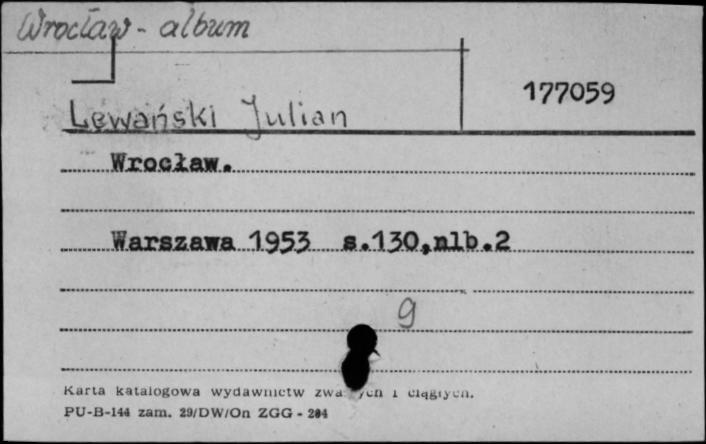 Wrocław - album
177059
Lewański Julian
Wrocław.
Warszawa 1953 s.130,nlb.2
9
Karta katalogowa wydawnictw i ciągłych.
PU-B-144 zam. 29/DW/On ZGG - 204